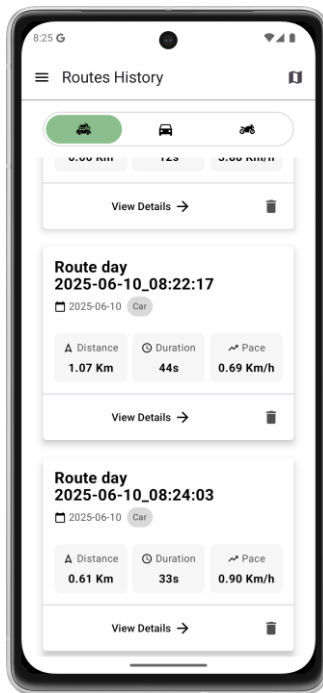 8:25 G
Routes History
View Details
Route day
2025-06-10_08:22:17
2025-06-10 Car
Distance Duration Pace
1.07 Km 44s 0.69 Km/h
View Details
Route day
2025-06-10_08:24:03
2025-06-10 Car
Distance Duration Pace
0.61 Km 33s 0.90 Km/h
View Details